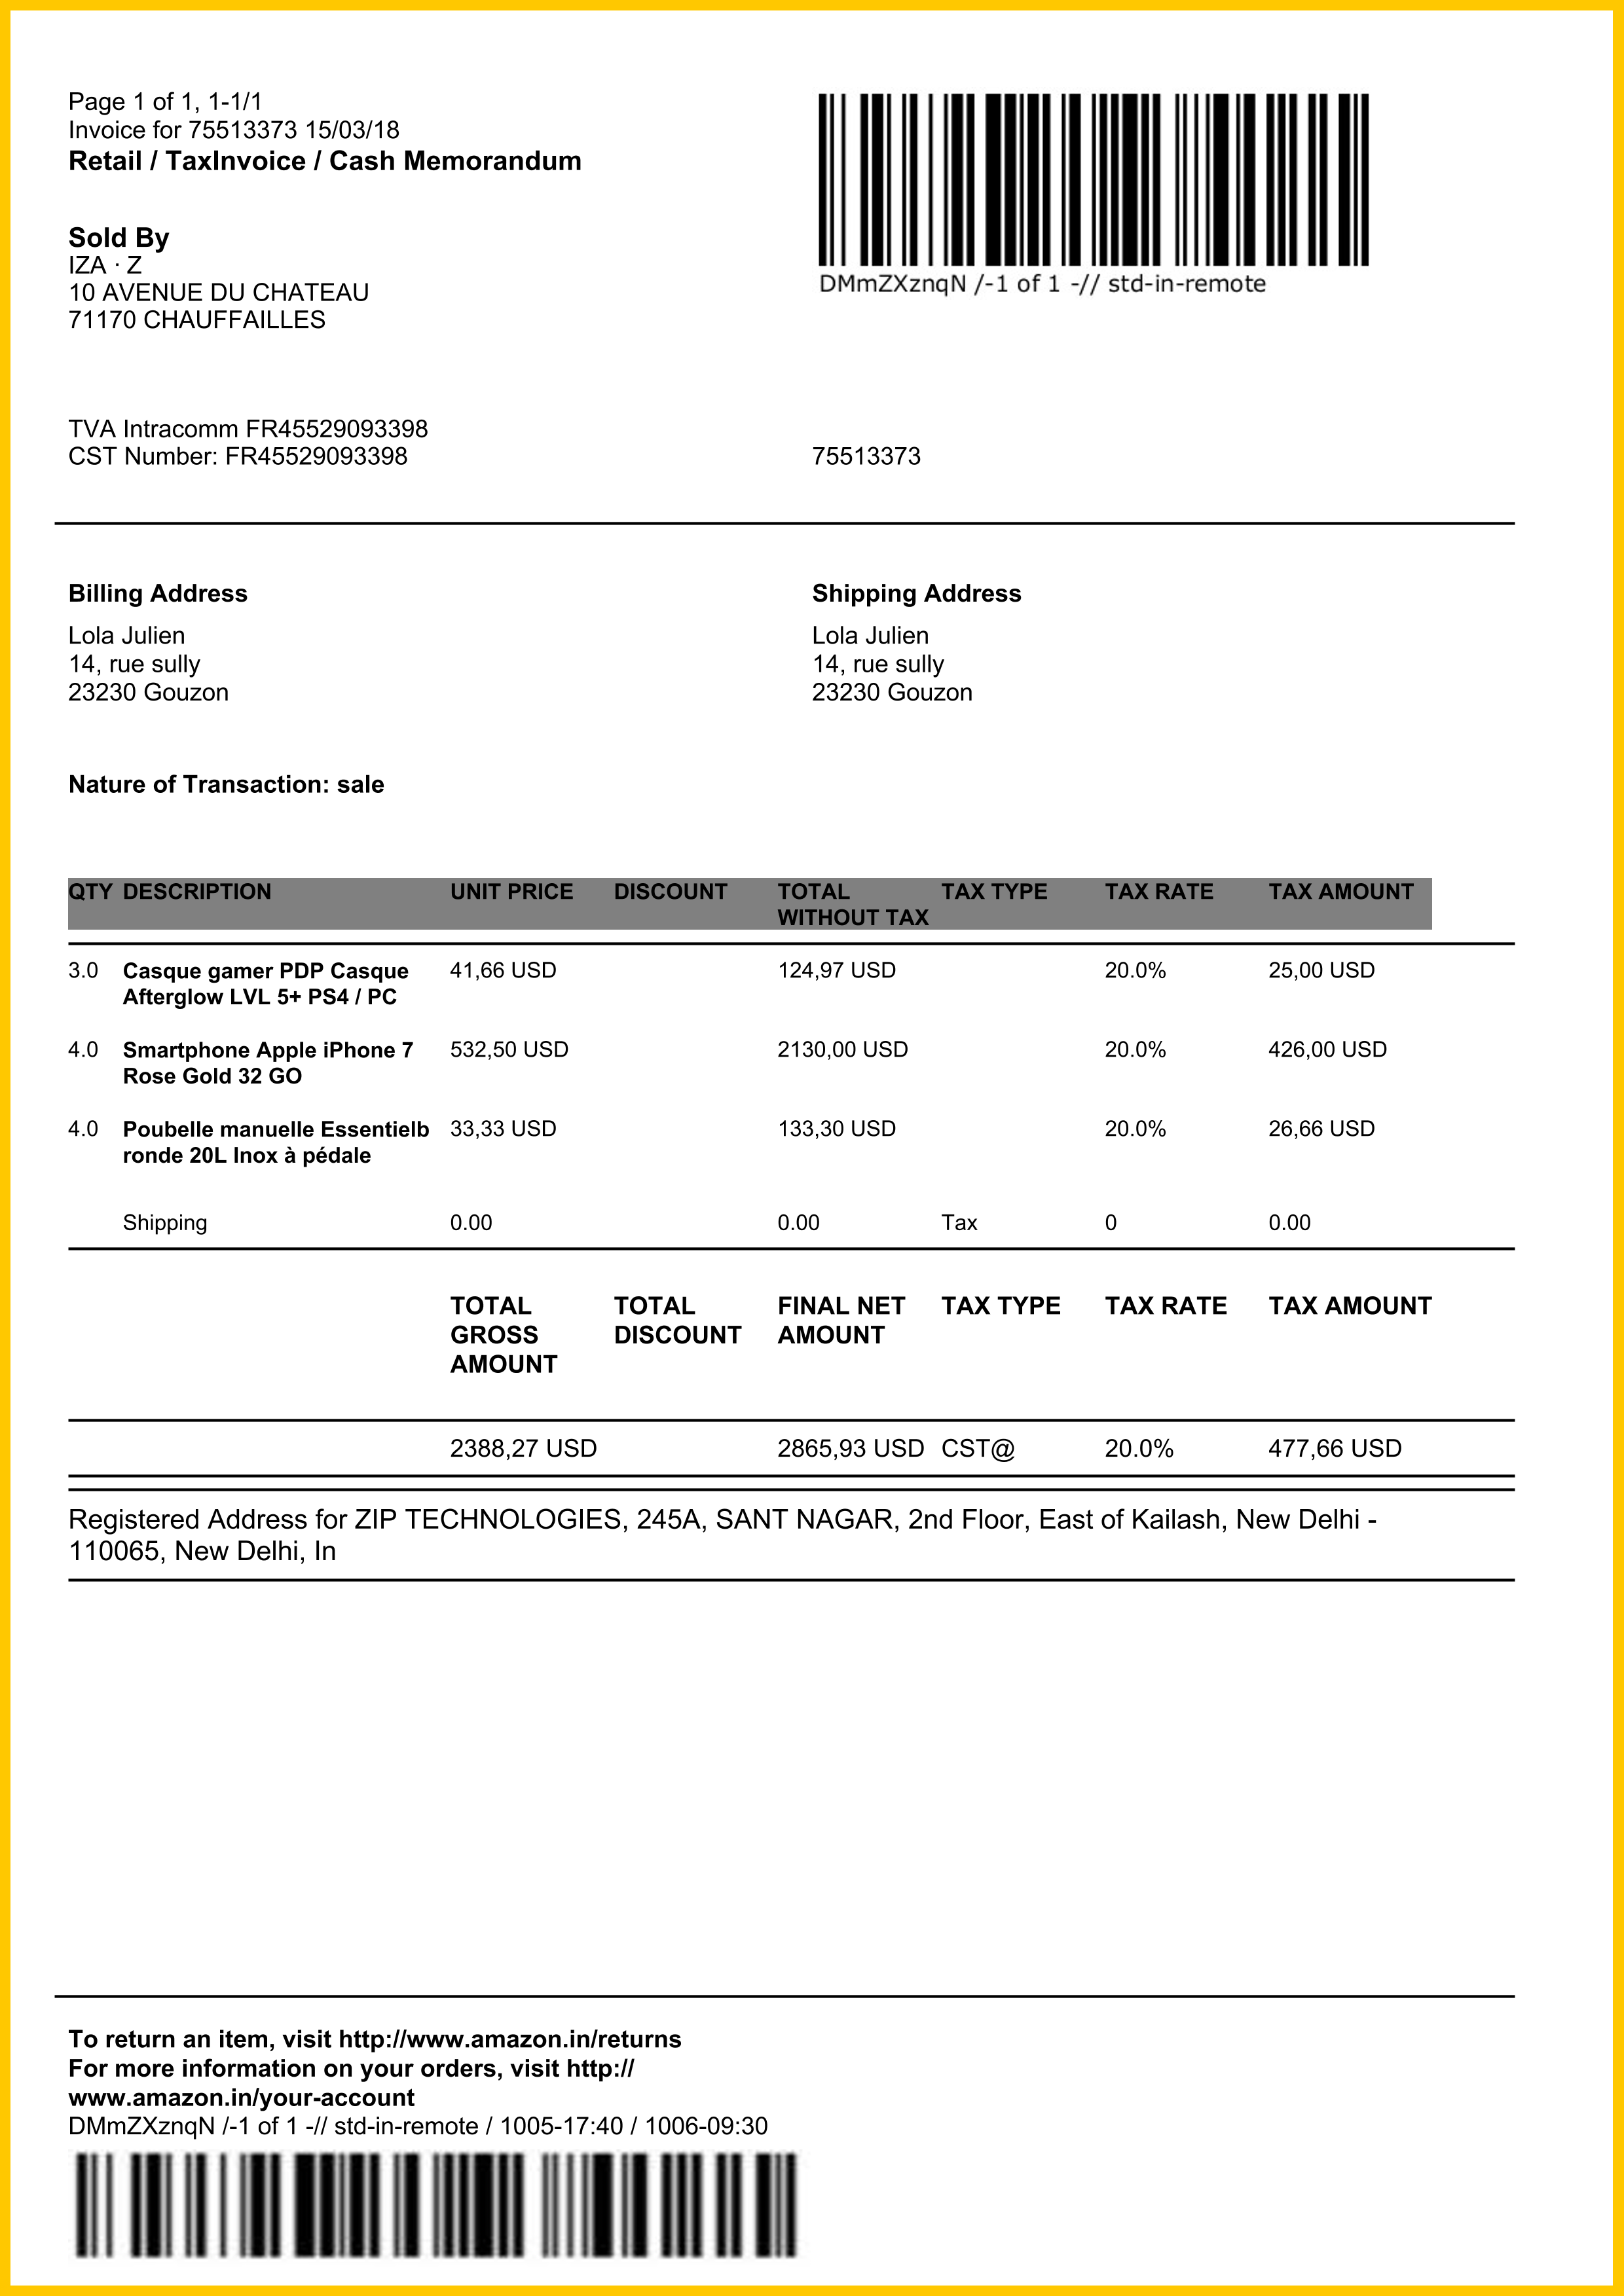 Page 1 of 1, 1-1/1
Invoice for 75513373 15/03/18
Retail / TaxInvoice / Cash Memorandum
DMmZXznqN /-1 of 1 -// std-in-remote
Sold By
IZA · Z
10 AVENUE DU CHATEAU
71170 CHAUFFAILLES
TVA Intracomm FR45529093398
CST Number: FR45529093398
75513373
Billing Address
Lola Julien
14, rue sully
23230 Gouzon
Shipping Address
Lola Julien
14, rue sully
23230 Gouzon
Nature of Transaction: sale
QTY DESCRIPTION UNIT PRICE DISCOUNT TOTAL TAX TYPE TAX RATE TAX AMOUNT
WITHOUT TAX
3.0 Casque gamer PDP Casque 41,66 USD 124,97 USD 20.0% 25,00 USD
Afterglow LVL 5+ PS4 / PC
4.0 Smartphone Apple iPhone 7 532,50 USD 2130,00 USD 20.0% 426,00 USD
Rose Gold 32 GO
4.0 Poubelle manuelle Essentielb 33,33 USD 133,30 USD 20.0% 26,66 USD
ronde 20L Inox à pédale
Shipping 0.00 0.00 Tax 0 0.00
TOTAL TOTAL FINAL NET TAX TYPE TAX RATE TAX AMOUNT
GROSS DISCOUNT AMOUNT
AMOUNT
2388,27 USD 2865,93 USD CST@ 20.0% 477,66 USD
Registered Address for ZIP TECHNOLOGIES, 245A, SANT NAGAR, 2nd Floor, East of Kailash, New Delhi -
110065, New Delhi, In
To return an item, visit http://www.amazon.in/returns
For more information on your orders, visit http://
www.amazon.in/your-account
DMmZXznqN /-1 of 1 -// std-in-remote / 1005-17:40 / 1006-09:30